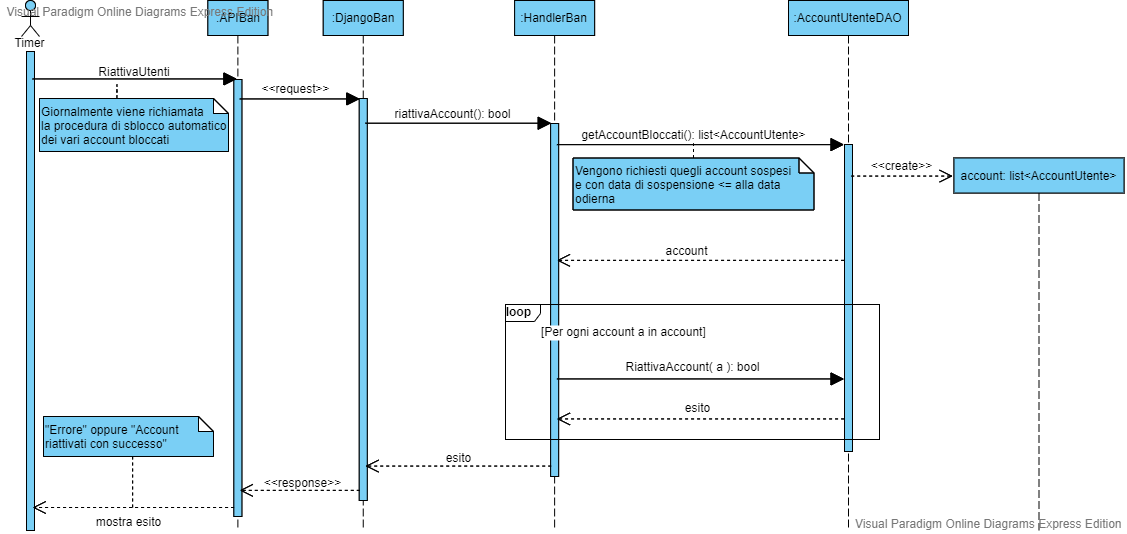 Visual Paradigm Online Diagrams Express Edition
:APIBan
:DjangoBan
:HandlerBan
:AccountUtenteDAO
Timer
RiattivaUtenti
<<request>>
Giornalmente viene richiamata
la procedura di sblocco automatico
dei vari account bloccati
riattivaAccount(): bool
getAccountBloccati(): list<AccountUtente>
Vengono richiesti quegli account sospesi
e con data di sospensione <= alla data
odierna
<<create>>
account: list<AccountUtente>
account
loop
[Per ogni account a in account]
RiattivaAccount( a ): bool
esito
"Errore" oppure "Account
riattivati con successo"
esito
<<response>>
mostra esito
Visual Paradigm Online Diagrams Express Edition